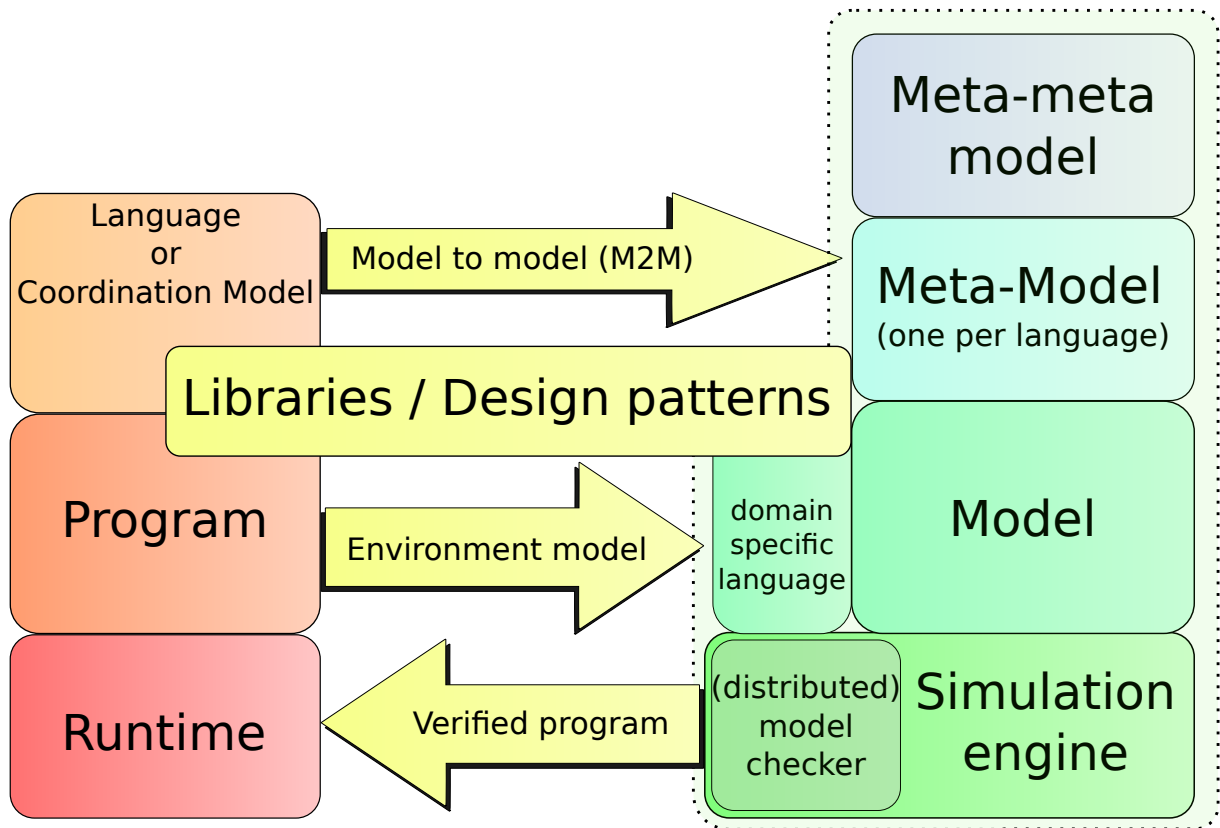 Meta-meta
model
Language
or
Coordination Model
Model to model (M2M)
Meta-Model
(one per language)
Libraries / Design patterns
Program
Environment model
domain
specific
language
Model
Runtime
Verified program
(distributed)
model
checker
Simulation
engine